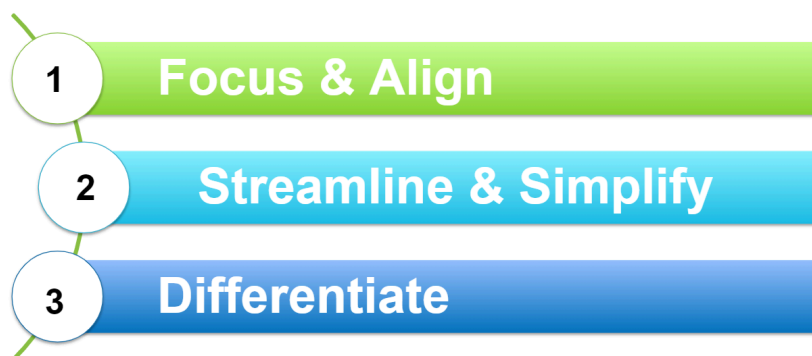 1 Focus & Align
2 Streamline & Simplify
3 Differentiate